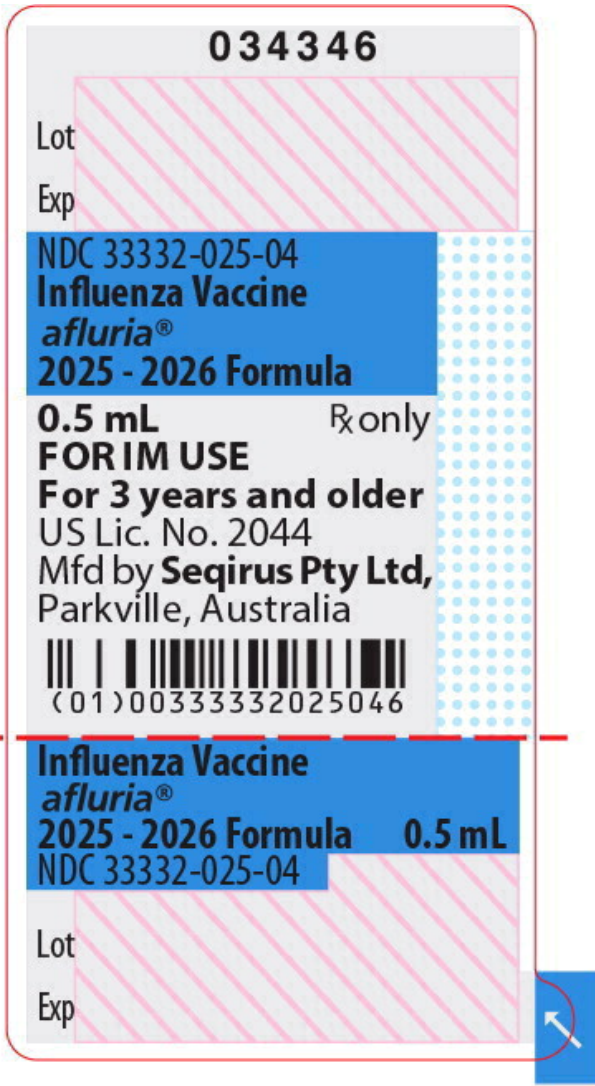 034346
Lot
Exp
NDC 33332-025-04
Influenza Vaccine
afluria®
2025 - 2026 Formula
0.5 mL ℞ only
FOR IM USE
For 3 years and older
US Lic. No. 2044
Mfd by Seqirus Pty Ltd,
Parkville, Australia
(01)00333332025046
Influenza Vaccine
afluria®
2025 - 2026 Formula 0.5 mL
NDC 33332-025-04
Lot
Exp